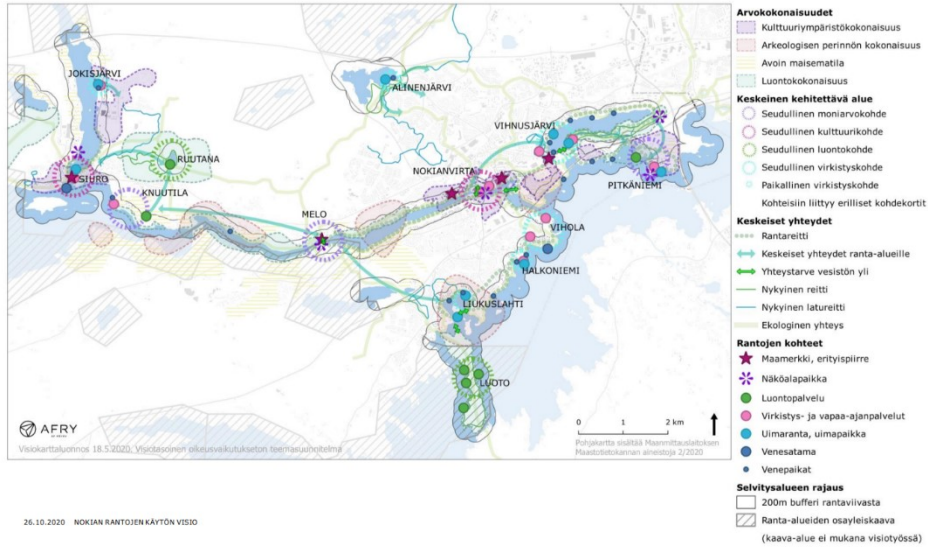 JOKISJÄRVI
ALINENJÄRVI
VIHNUSJÄRVI
RUUTANA
NOKIANVIRTA
SIURO
PITKÄNIEMI
KNUUTILA
MELO
VIHOLA
HALKONIEMI
LIUKUSLAHTI
LUOTO
AFRY
0 1 2 km
Visiokarttaluonnos 18.5.2020, Visiotasoinen oikeusvaikutukseton teemasuunnitelma
Pohjakartta sisältää Maanmittauslaitoksen
Maastotietokannan aineistoja 2/2020
26.10.2020 NOKIAN RANTOJEN KÄYTÖN VISIO
Arvokokonaisuudet
Kulttuuriympäristökokonaisuus
Arkeologisen perinnön kokonaisuus
Avoin maisematila
Luontokokonaisuus
Keskeinen kehitettävä alue
Seudullinen moniarvokohde
Seudullinen kulttuurikohde
Seudullinen luontokohde
Seudullinen virkistyskohde
Paikallinen virkistyskohde
Kohteisiin liittyy erilliset kohdekortit
Keskeiset yhteydet
Rantareitti
Keskeiset yhteydet ranta-alueille
Yhteystarve vesistön yli
Nykyinen reitti
Nykyinen latureitti
Ekologinen yhteys
Rantojen kohteet
Maamerkki, erityispiirre
Näköalapaikka
Luontopalvelu
Virkistys- ja vapaa-ajanpalvelut
Uimaranta, uimapaikka
Venesatama
Venepaikat
Selvitysalueen rajaus
200m bufferi rantaviivasta
Ranta-alueiden osayleiskaava
(kaava-alue ei mukana visiotyössä)